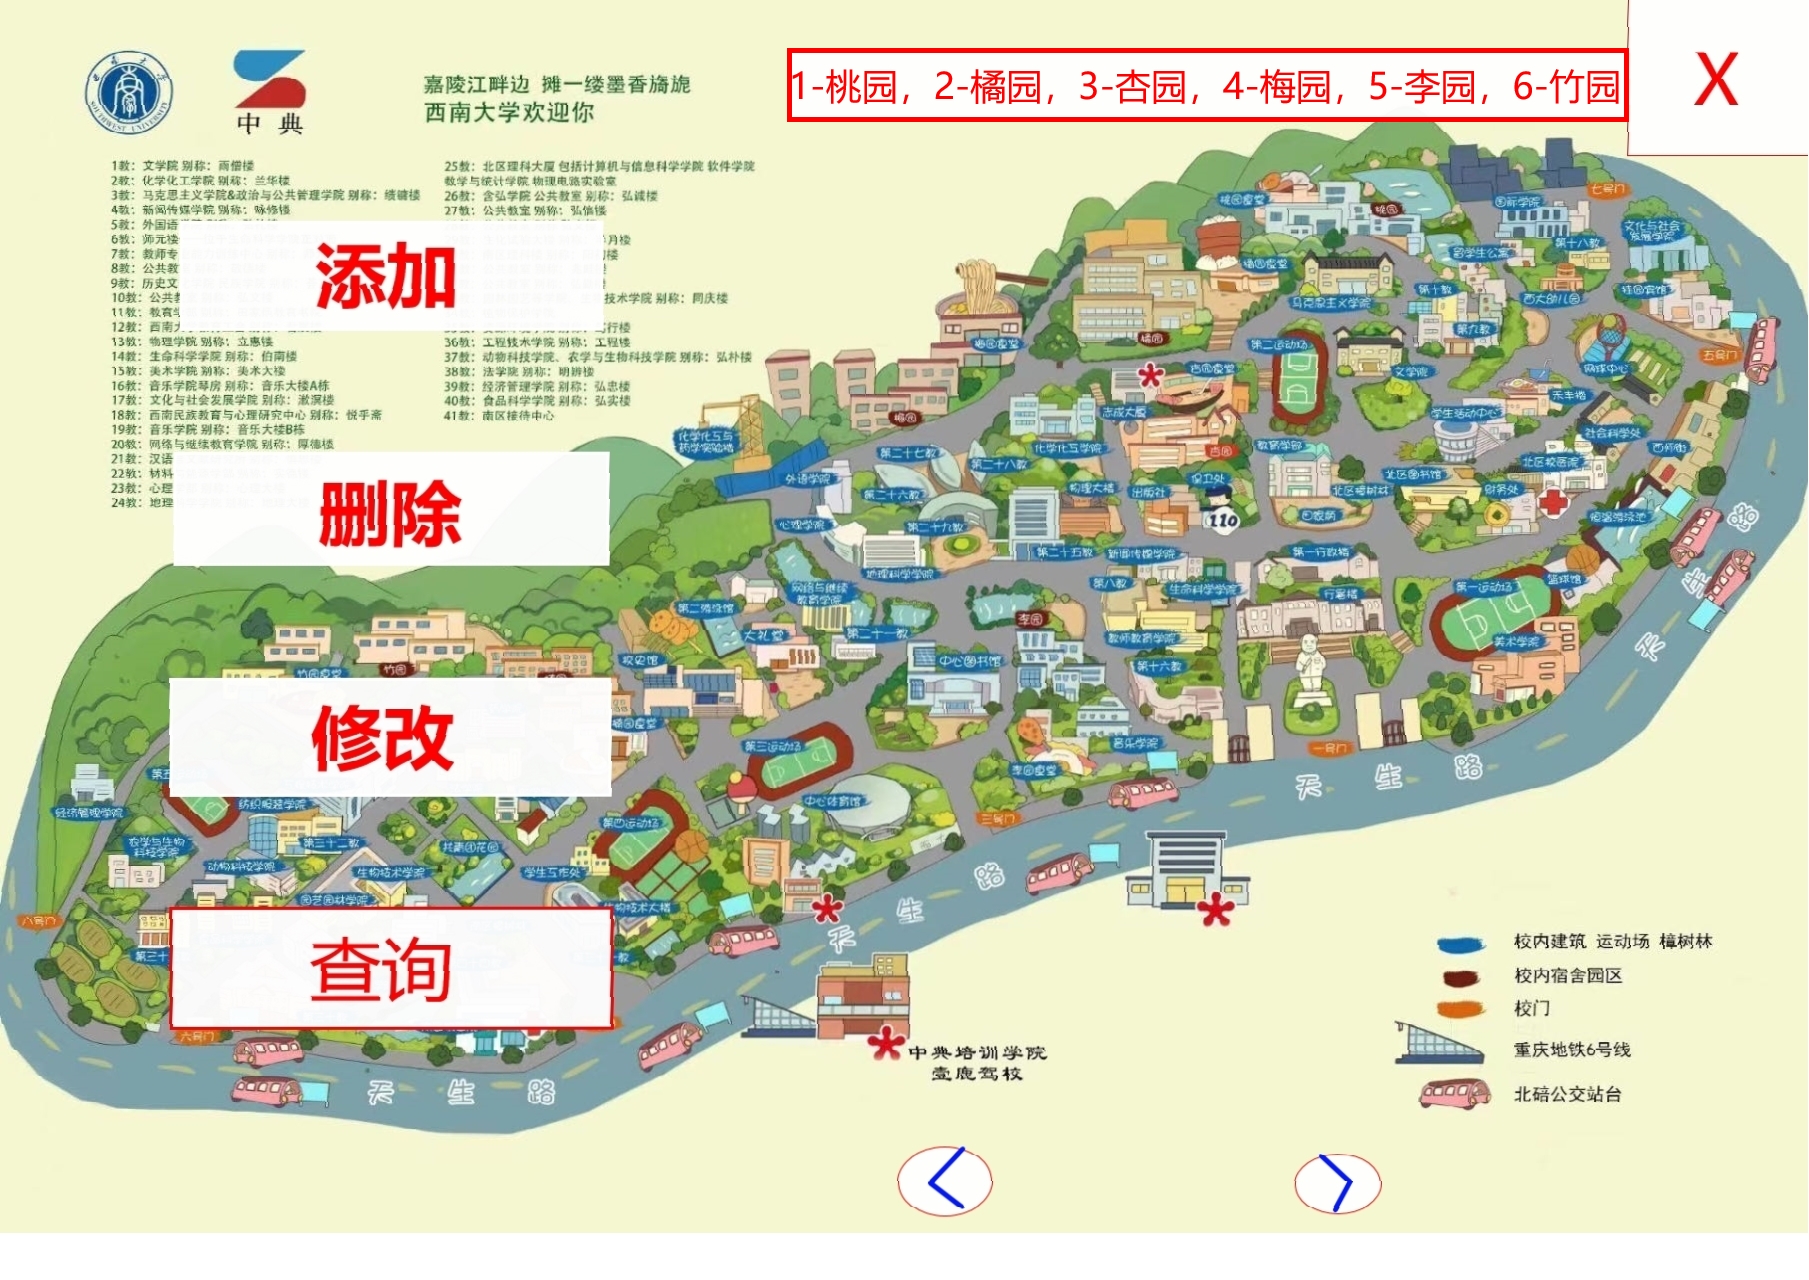 1-桃园，2-橘园，3-杏园，4-梅园，5-李园，6-竹园
X
中典
嘉陵江畔边 摊一缕墨香旖旎
西南大学欢迎你
1教：文学院 别称：雨僧楼
2教：化学化工学院 别称：兰华楼
3教：马克思主义学院&政治与公共管理学院 别称：绩镛楼
4教：新闻传媒学院 别称：咏修楼
5教：外国语
6教：师元楼
7教：教师专
8教：公共教
9教：历史文
10教：公共教
11教：教育学
12教：西南大
13教：物理学院 别称：立惠楼
14教：生命科学学院 别称：伯南楼
15教：美术学院 别称：美术大楼
16教：音乐学院琴房 别称：音乐大楼A栋
17教：文化与社会发展学院 别称：漱溟楼
18教：西南民族教育与心理研究中心 别称：悦乎斋
19教：音乐学院 别称：音乐大楼B栋
20教：网络与继续教育学院 别称：厚德楼
21教：汉语
22教：材料
23教：心理
24教：地理
25教：北区理科大厦 包括计算机与信息科学学院 软件学院
数学与统计学院 物理电路实验室
26教：含弘学院 公共教室 别称：弘诚楼
27教：公共教室 别称：弘信楼
月楼
楼
技术学院 别称：同庆楼
行楼
36教：工程技术学院 别称：工程楼
37教：动物科技学院、农学与生物科技学院 别称：弘朴楼
38教：法学院 别称：明辨楼
39教：经济管理学院 别称：弘忠楼
40教：食品科学学院 别称：弘实楼
41教：南区接待中心
添加
删除
修改
查询
七号门
桃园食堂
桃园
国际学院
文化与社会
发展学院
第十八教
留学生公寓
橘园食堂
马克思主义学院
第十教
西大幼儿园
桂园宾馆
梅园食堂
橘园
第二运动场
第九教
五号门
杏园食堂
文学院
网球中心
禾丰楼
梅园
志成大厦
学生活动中心
化学化工与
药学实验楼
化学化工学院
杏园
教育学部
社会科学处
西师街
第二十七教
第二十八教
外语学院
第二十六教
物理大楼
出版社
保卫处
110
北区樟树林
北区图书馆
北区校医院
财务处
心理学院
第二十九教
回眸荷
恒温游泳池
第二十五教
新闻传媒学院
第一行政楼
地理科学学院
网络与继续
教育学院
第八教
生命科学学院
行署楼
第一运动场
篮球馆
第二游泳馆
大礼堂
第二十一教
李园
教师教育学院
美术学院
校史馆
中心图书馆
第十六教
竹园食堂
竹园
第三运动场
音乐学院
一号门
李园食堂
经济管理学院
纺织服装学院
中心体育馆
第四运动场
三号门
农学与生物
科技学院
第三十二教
共青团花园
动物科技学院
生物技术学院
学生工作处
园艺园林学院
生物技术大楼
八号门
第三十
六号门
天生路
天生路
天生路
天生路
中典培训学院
壹鹿驾校
校内建筑 运动场 樟树林
校内宿舍园区
校门
重庆地铁6号线
北碚公交站台